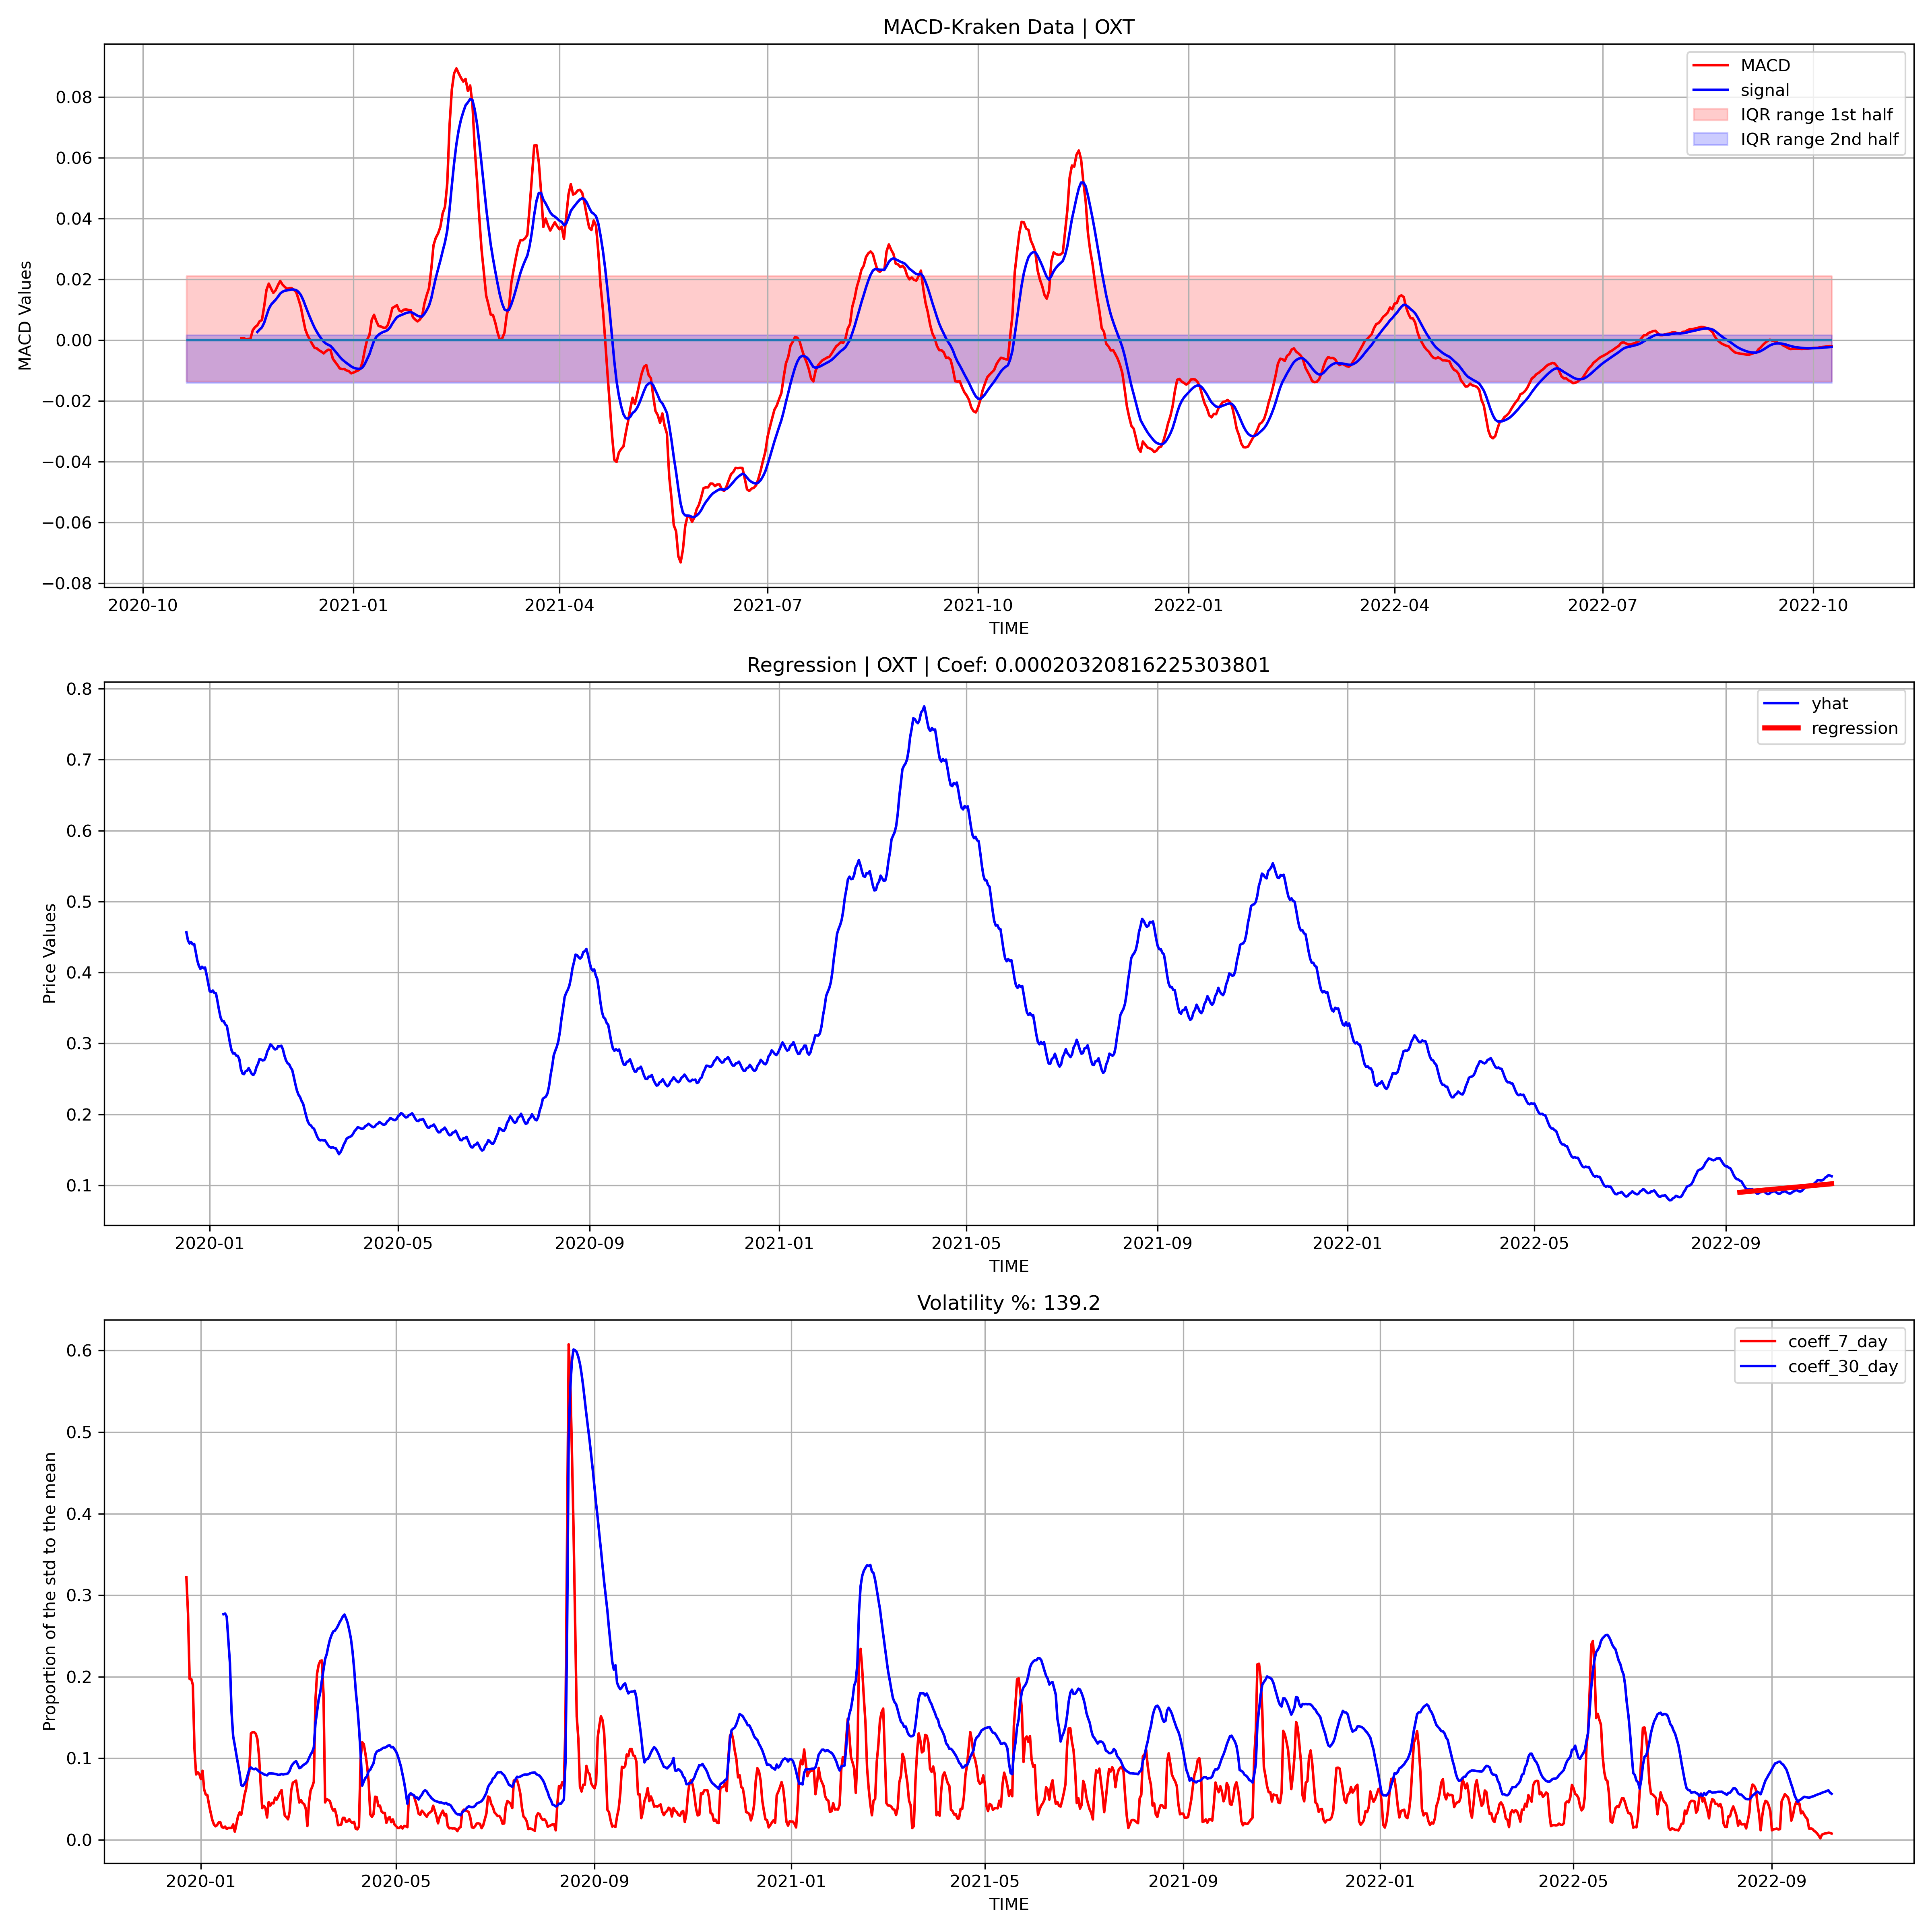 MACD-Kraken Data | OXT
MACD Values
0.08
0.06
0.04
0.02
0.00
−0.02
−0.04
−0.06
−0.08
MACD
signal
IQR range 1st half
IQR range 2nd half
2020-10 2021-01 2021-04 2021-07 2021-10 2022-01 2022-04 2022-07 2022-10
TIME
Regression | OXT | Coef: 0.00020320816225303801
Price Values
0.8
0.7
0.6
0.5
0.4
0.3
0.2
0.1
yhat
regression
2020-01 2020-05 2020-09 2021-01 2021-05 2021-09 2022-01 2022-05 2022-09
TIME
Volatility %: 139.2
Proportion of the std to the mean
0.6
0.5
0.4
0.3
0.2
0.1
0.0
coeff_7_day
coeff_30_day
2020-01 2020-05 2020-09 2021-01 2021-05 2021-09 2022-01 2022-05 2022-09
TIME